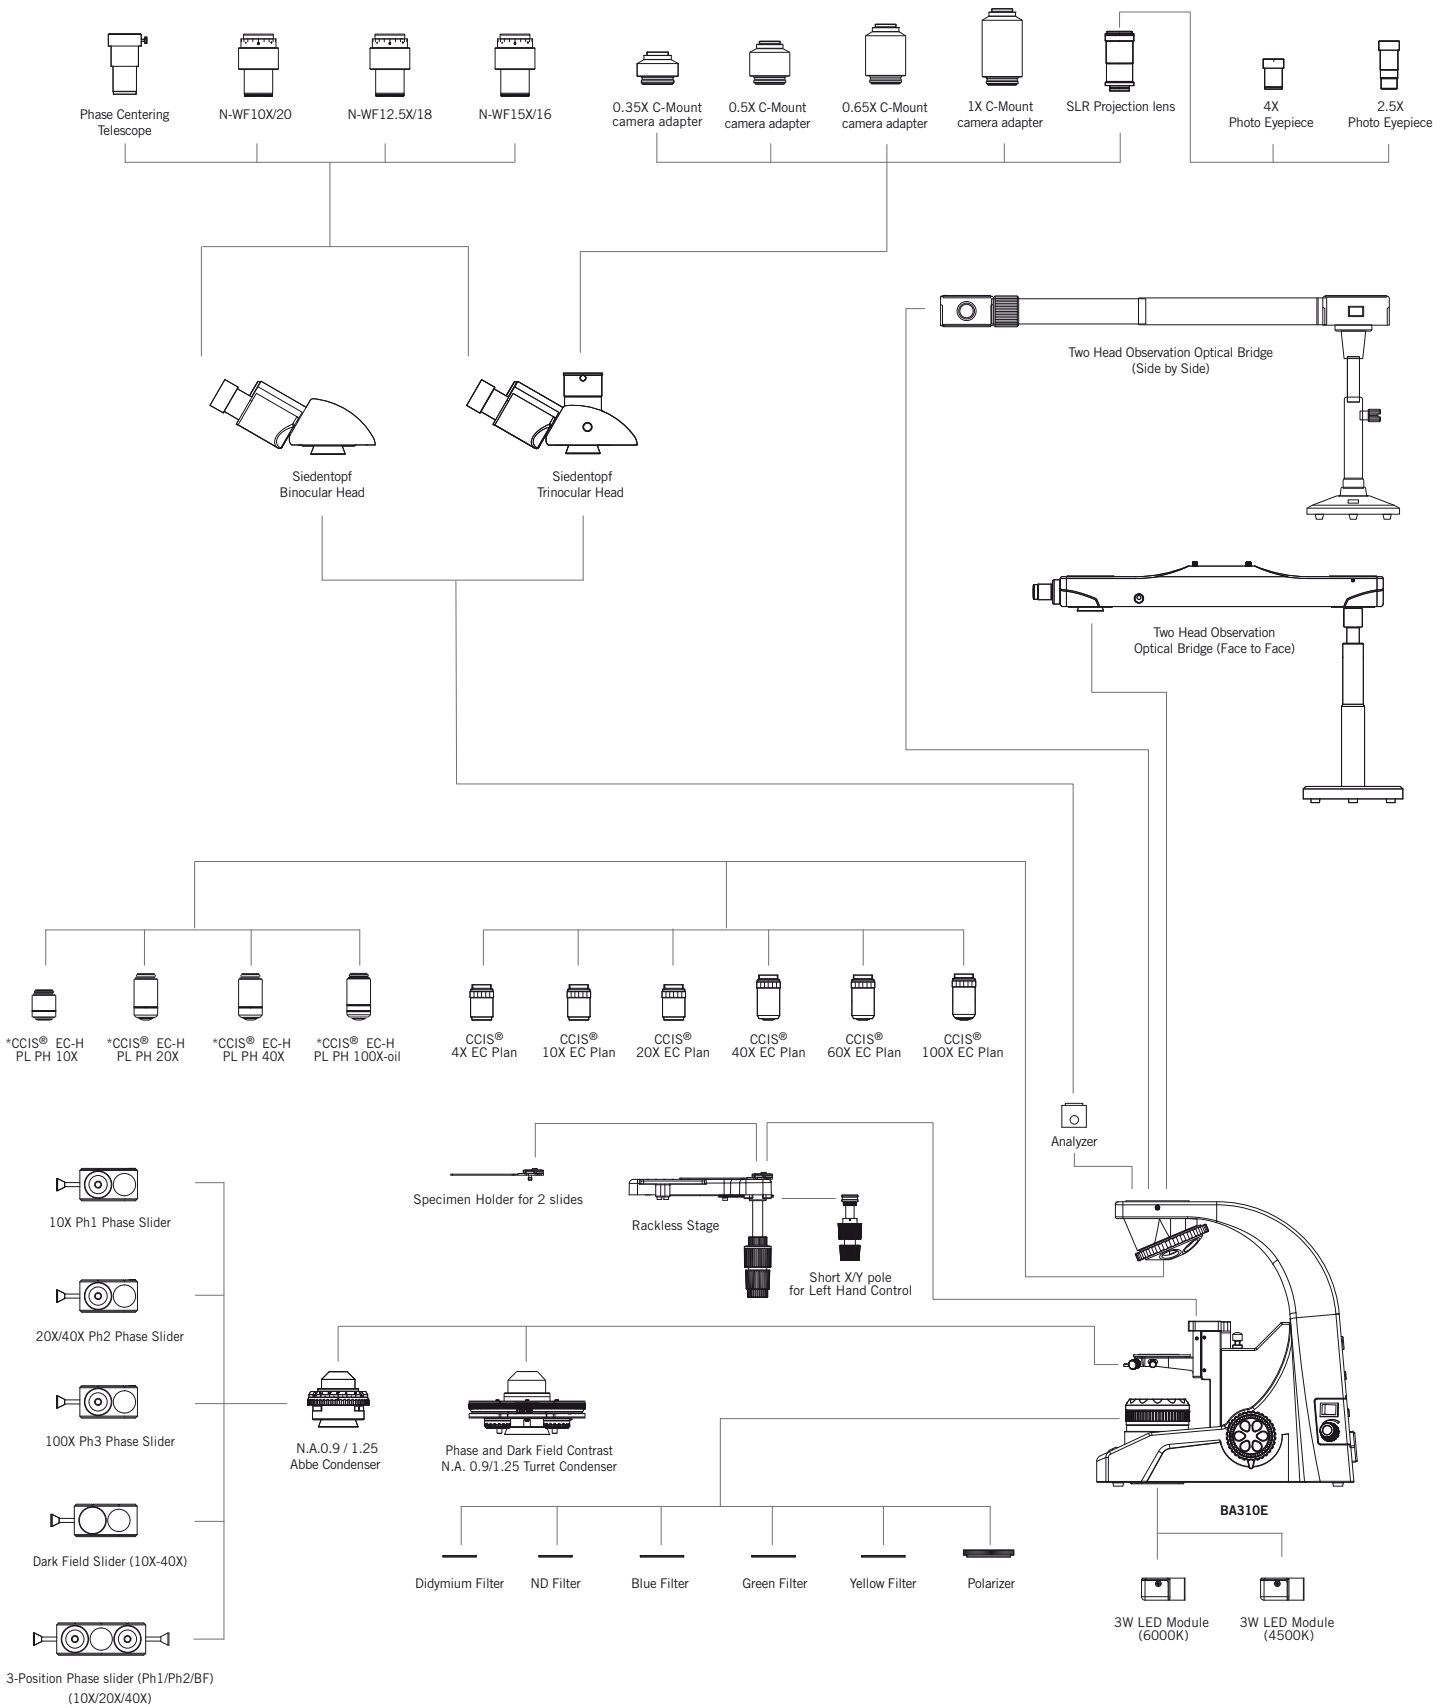 Phase Centering
Telescope
N-WF10X/20
N-WF12.5X/18
N-WF15X/16
0.35X C-Mount
camera adapter
0.5X C-Mount
camera adapter
0.65X C-Mount
camera adapter
1X C-Mount
camera adapter
SLR Projection lens
4X
Photo Eyepiece
2.5X
Photo Eyepiece
Two Head Observation Optical Bridge
(Side by Side)
Siedentopf
Binocular Head
Siedentopf
Trinocular Head
Two Head Observation
Optical Bridge (Face to Face)
*CCIS® EC-H
PL PH 10X
*CCIS® EC-H
PL PH 20X
*CCIS® EC-H
PL PH 40X
*CCIS® EC-H
PL PH 100X-oil
CCIS®
4X EC Plan
CCIS®
10X EC Plan
CCIS®
20X EC Plan
CCIS®
40X EC Plan
CCIS®
60X EC Plan
CCIS®
100X EC Plan
Analyzer
Specimen Holder for 2 slides
Rackless Stage
Short X/Y pole
for Left Hand Control
10X Ph1 Phase Slider
20X/40X Ph2 Phase Slider
100X Ph3 Phase Slider
Dark Field Slider (10X-40X)
3-Position Phase slider (Ph1/Ph2/BF)
(10X/20X/40X)
N.A.0.9 / 1.25
Abbe Condenser
Phase and Dark Field Contrast
N.A. 0.9/1.25 Turret Condenser
BA310E
Didymium Filter
ND Filter
Blue Filter
Green Filter
Yellow Filter
Polarizer
3W LED Module
(6000K)
3W LED Module
(4500K)